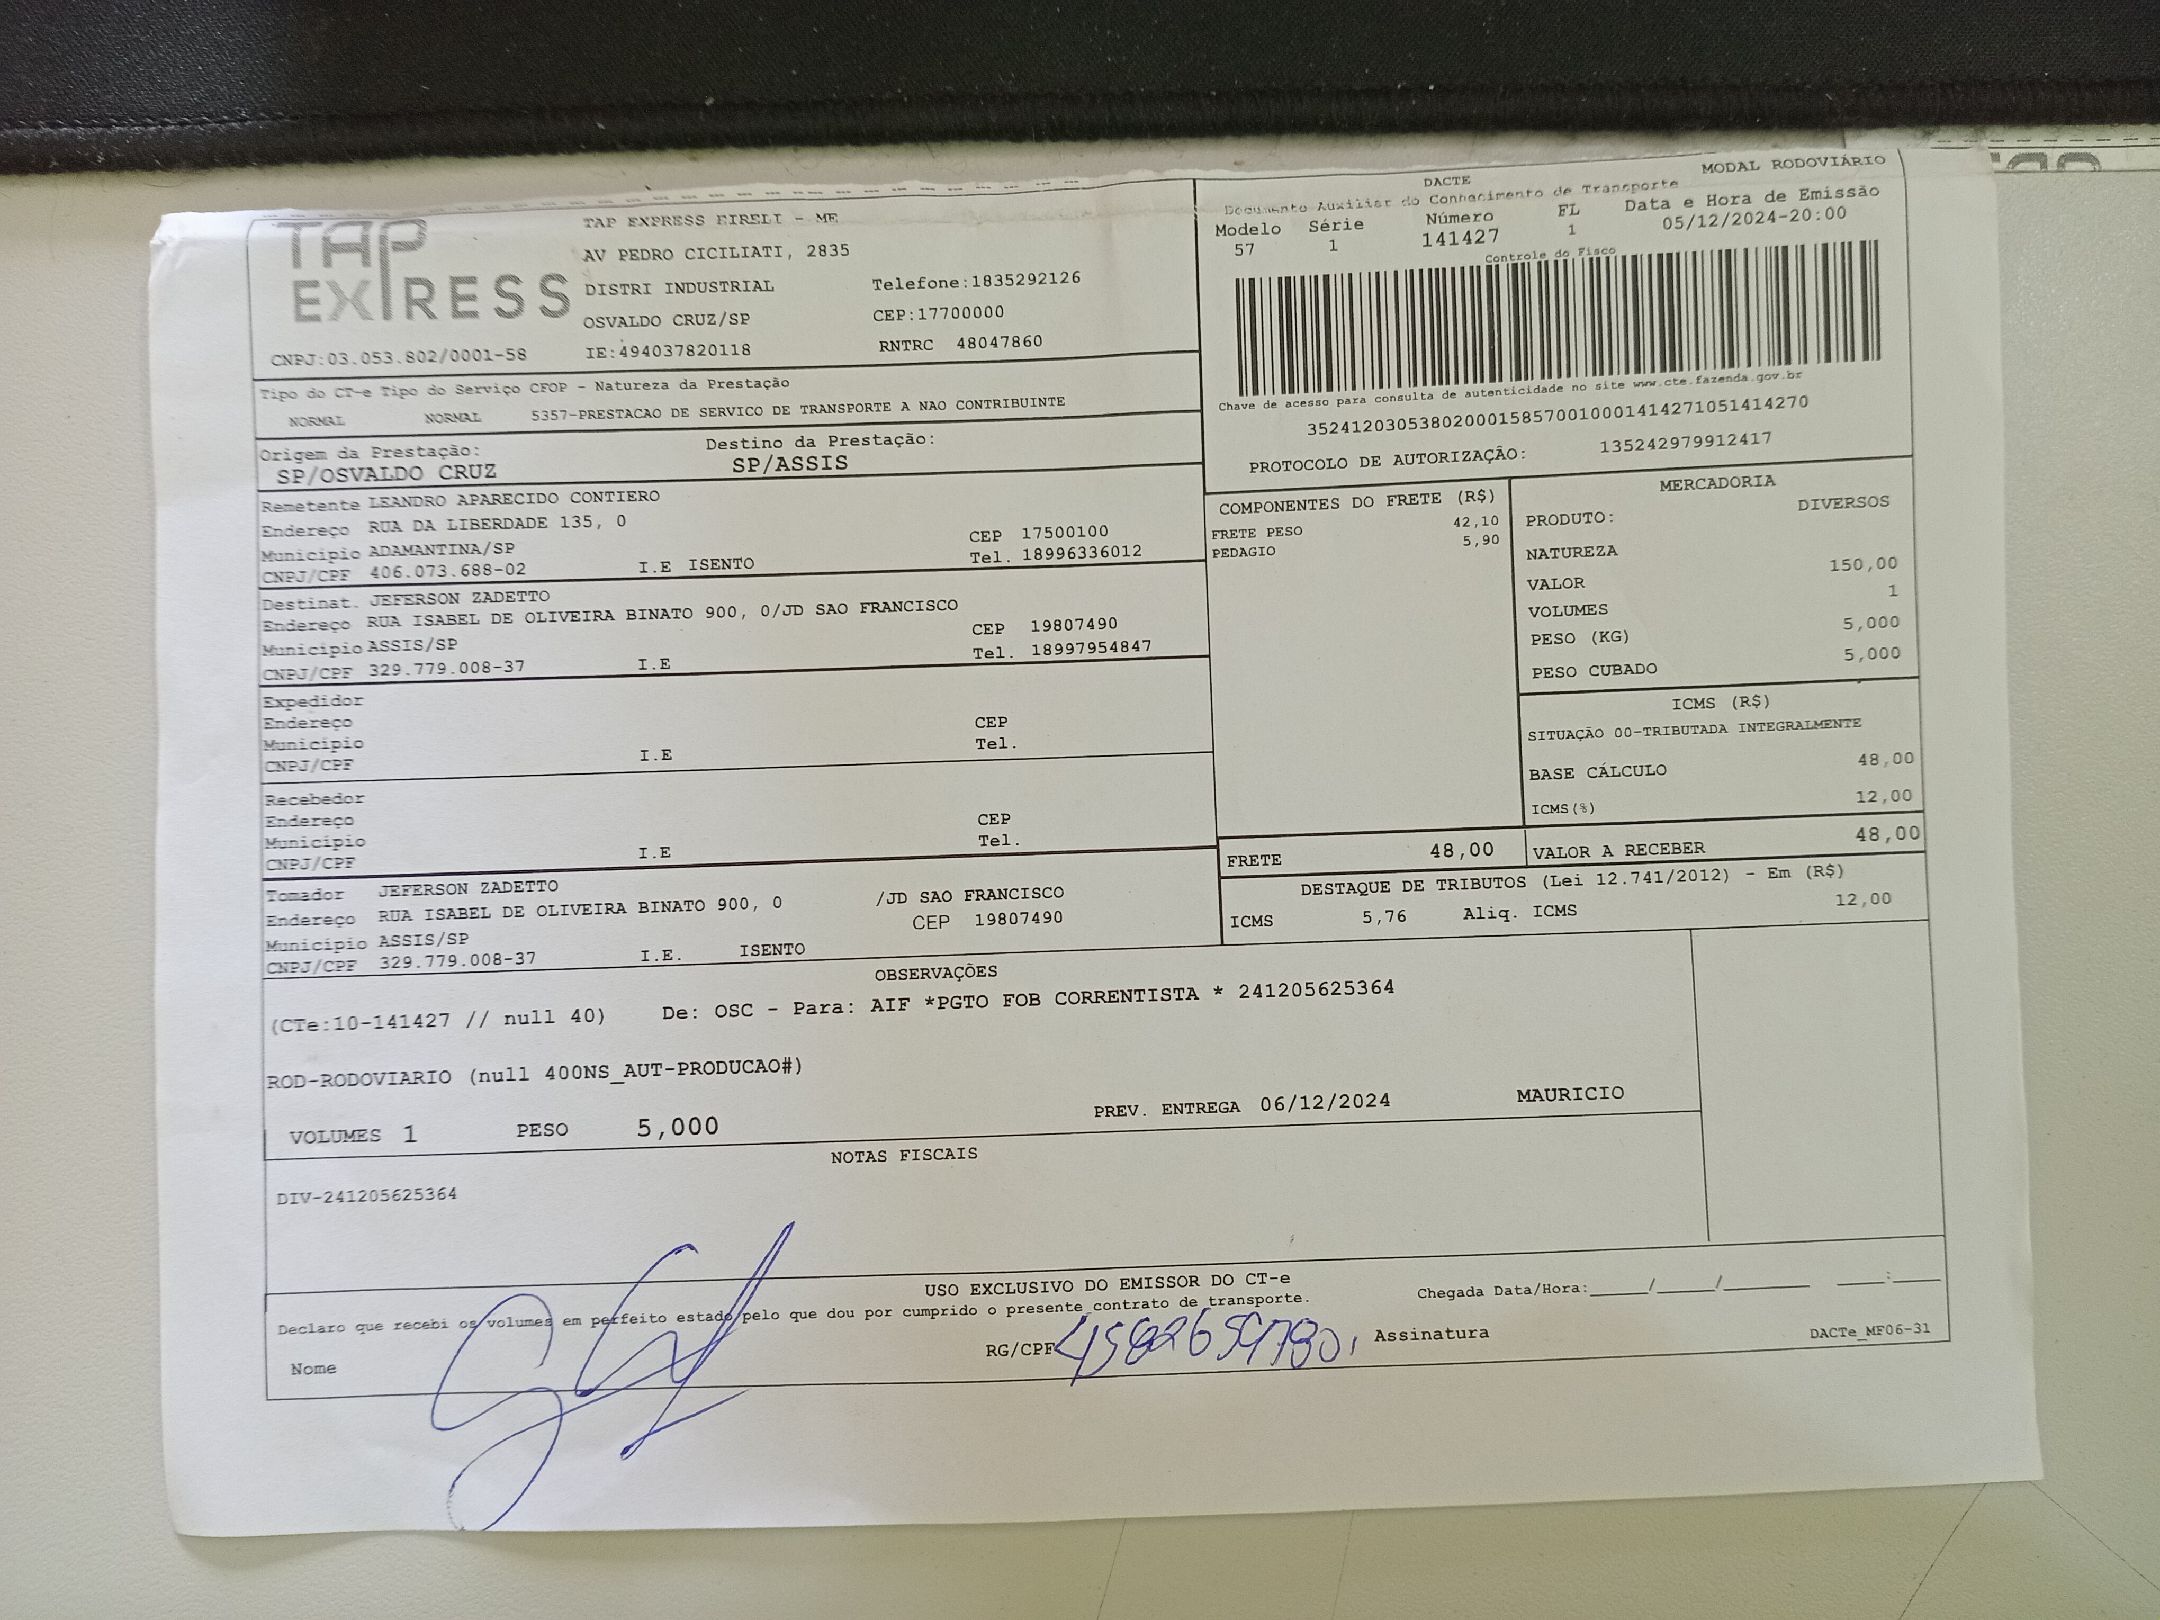 TAP
EXPRESS
CNPJ:03.053.802/0001-58
TAP EXPRESS EIRELI - ME
AV PEDRO CICILIATI, 2835
DISTRI INDUSTRIAL Telefone:1835292126
OSVALDO CRUZ/SP CEP:17700000
IE:494037820118 RNTRC 48047860
MODAL RODOVIÁRIO
DACTE
Documento Auxiliar do Conhecimento de Transporte
Modelo Série Número FL Data e Hora de Emissão
57 1 141427 1 05/12/2024-20:00
Controle do Fisco
Chave de acesso para consulta de autenticidade no site www.cte.fazenda.gov.br
35241203053802000158570010001414271051414270
PROTOCOLO DE AUTORIZAÇÃO: 135242979912417
Tipo do CT-e Tipo do Serviço CFOP - Natureza da Prestação
NORMAL NORMAL 5357-PRESTACAO DE SERVICO DE TRANSPORTE A NAO CONTRIBUINTE
Origem da Prestação: Destino da Prestação:
SP/OSVALDO CRUZ SP/ASSIS
Remetente LEANDRO APARECIDO CONTIERO
Endereço RUA DA LIBERDADE 135, 0 CEP 17500100
Município ADAMANTINA/SP Tel. 18996336012
CNPJ/CPF 406.073.688-02 I.E ISENTO
Destinat. JEFERSON ZADETTO
Endereço RUA ISABEL DE OLIVEIRA BINATO 900, 0/JD SAO FRANCISCO
Município ASSIS/SP CEP 19807490
CNPJ/CPF 329.779.008-37 I.E Tel. 18997954847
Expedidor
Endereço CEP
Município Tel.
CNPJ/CPF I.E
Recebedor
Endereço CEP
Município Tel.
CNPJ/CPF I.E
Tomador JEFERSON ZADETTO
Endereço RUA ISABEL DE OLIVEIRA BINATO 900, 0 /JD SAO FRANCISCO
Município ASSIS/SP CEP 19807490
CNPJ/CPF 329.779.008-37 I.E. ISENTO
COMPONENTES DO FRETE (R$)
FRETE PESO 42,10
PEDAGIO 5,90
MERCADORIA
PRODUTO: DIVERSOS
NATUREZA
VALOR 150,00
VOLUMES 1
PESO (KG) 5,000
PESO CUBADO 5,000
ICMS (R$)
SITUAÇÃO 00-TRIBUTADA INTEGRALMENTE
BASE CÁLCULO 48,00
ICMS(%) 12,00
FRETE 48,00 VALOR A RECEBER 48,00
DESTAQUE DE TRIBUTOS (Lei 12.741/2012) - Em (R$)
ICMS 5,76 Aliq. ICMS 12,00
OBSERVAÇÕES
(CTe:10-141427 // null 40) De: OSC - Para: AIF *PGTO FOB CORRENTISTA * 241205625364
ROD-RODOVIARIO (null 400NS_AUT-PRODUCAO#)
VOLUMES 1 PESO 5,000 PREV. ENTREGA 06/12/2024 MAURICIO
NOTAS FISCAIS
DIV-241205625364
USO EXCLUSIVO DO EMISSOR DO CT-e
Declaro que recebi os volumes em perfeito estado pelo que dou por cumprido o presente contrato de transporte.
Chegada Data/Hora:_____/_____/________ ____:____
Nome RG/CPF Assinatura DACTe_MF06-31